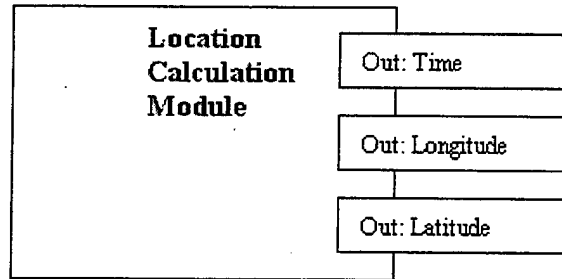 Location
Calculation
Module
Out: Time
Out: Longitude
Out: Latitude